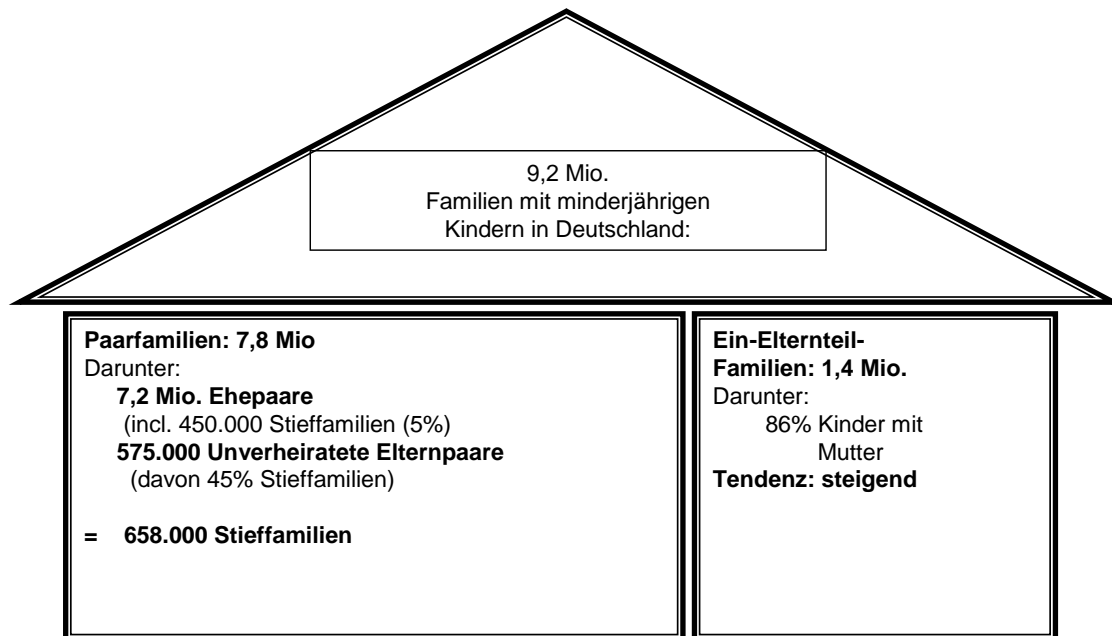 9,2 Mio.
Familien mit minderjährigen
Kindern in Deutschland:
Paarfamilien: 7,8 Mio
Darunter:
7,2 Mio. Ehepaare
(incl. 450.000 Stieffamilien (5%)
575.000 Unverheiratete Elternpaare
(davon 45% Stieffamilien)
= 658.000 Stieffamilien
Ein-Elternteil-
Familien: 1,4 Mio.
Darunter:
86% Kinder mit
Mutter
Tendenz: steigend